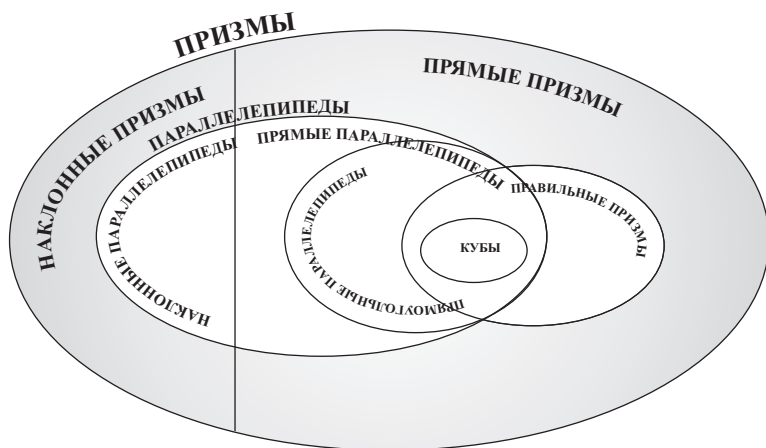 ПРИЗМЫ
ПРЯМЫЕ ПРИЗМЫ
НАКЛОННЫЕ ПРИЗМЫ
ПАРАЛЛЕЛЕПИПЕДЫ
НАКЛОННЫЕ ПАРАЛЛЕЛЕПИПЕДЫ
ПРЯМЫЕ ПАРАЛЛЕЛЕПИПЕДЫ
ПРЯМОУГОЛЬНЫЕ ПАРАЛЛЕЛЕПИПЕДЫ
ПРАВИЛЬНЫЕ ПРИЗМЫ
КУБЫ